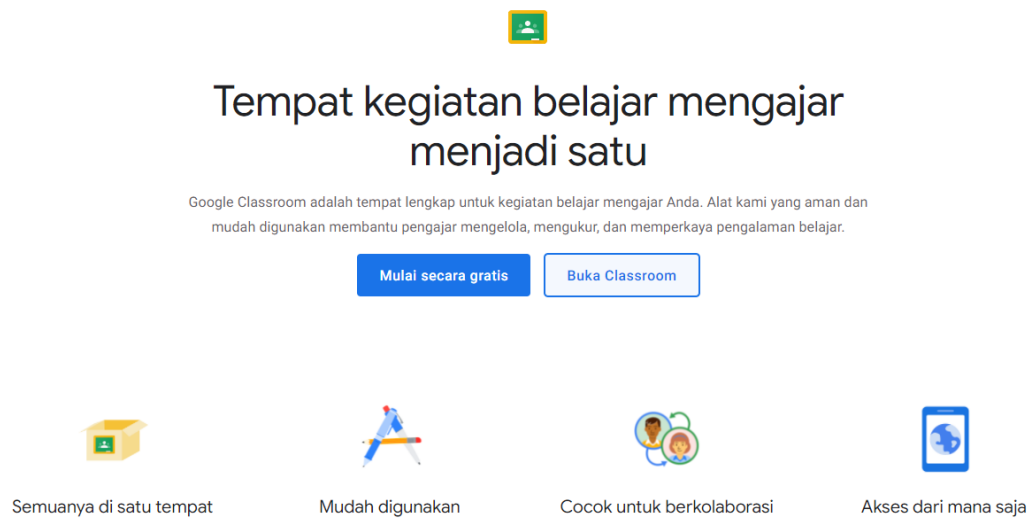 Tempat kegiatan belajar mengajar
menjadi satu
Google Classroom adalah tempat lengkap untuk kegiatan belajar mengajar Anda. Alat kami yang aman dan
mudah digunakan membantu pengajar mengelola, mengukur, dan memperkaya pengalaman belajar.
Mulai secara gratis
Buka Classroom
Semuanya di satu tempat
Mudah digunakan
Cocok untuk berkolaborasi
Akses dari mana saja